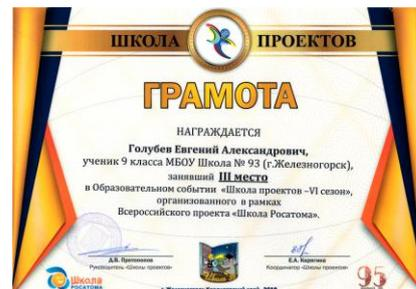 ШКОЛА ПРОЕКТОВ
ГРАМОТА
НАГРАЖДАЕТСЯ
Голубев Евгений Александрович,
ученик 9 класса МБОУ Школа № 93 (г.Железногорск),
занявший III место
в Образовательном событии «Школа проектов –VI сезон»,
организованного в рамках
Всероссийского проекта «Школа Росатома».
Д.В. Протопопов Е.А. Карягина
Руководитель «Школы проектов» Координатор «Школы проектов»
Школа
РОСАТОМА
95